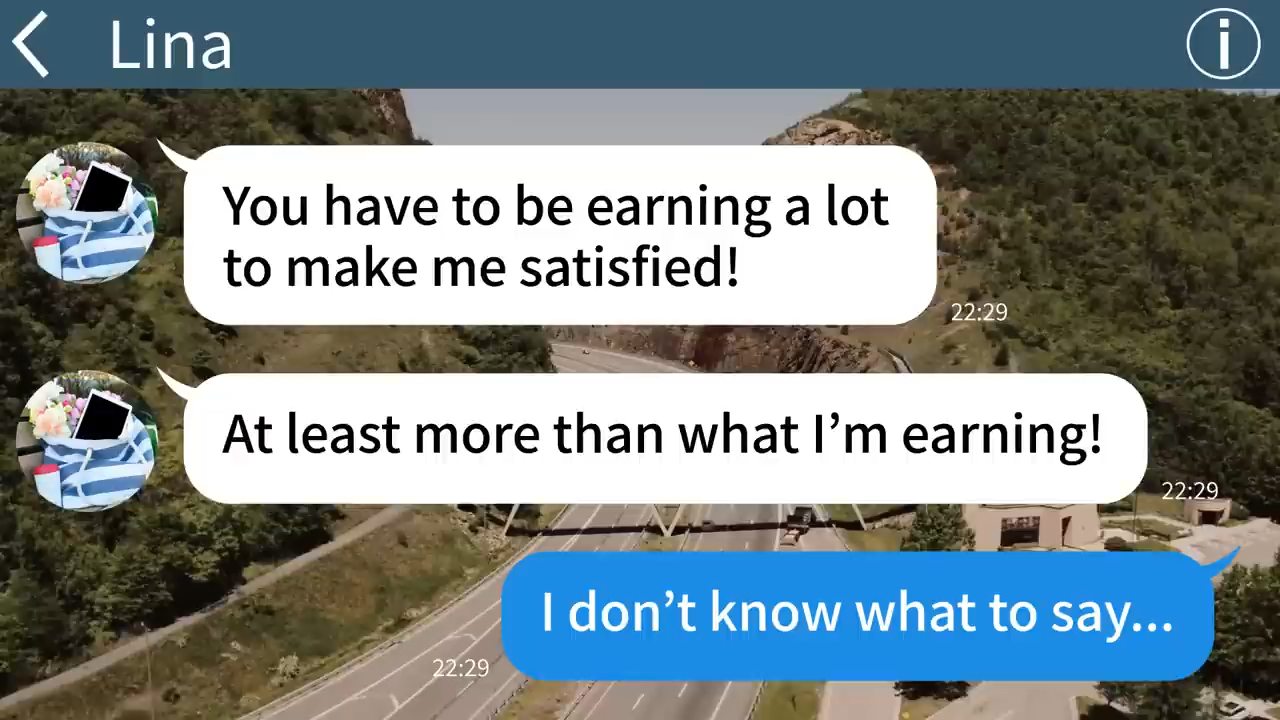 Lina
You have to be earning a lot
to make me satisfied!
22:29
At least more than what I’m earning!
22:29
I don’t know what to say...
22:29